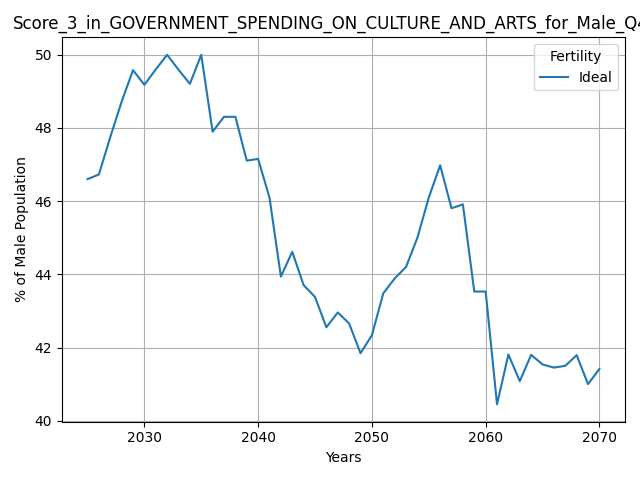 Score_3_in_GOVERNMENT_SPENDING_ON_CULTURE_AND_ARTS_for_Male_Q4
Fertility
Ideal
% of Male Population
50
48
46
44
42
40
2030 2040 2050 2060 2070
Years